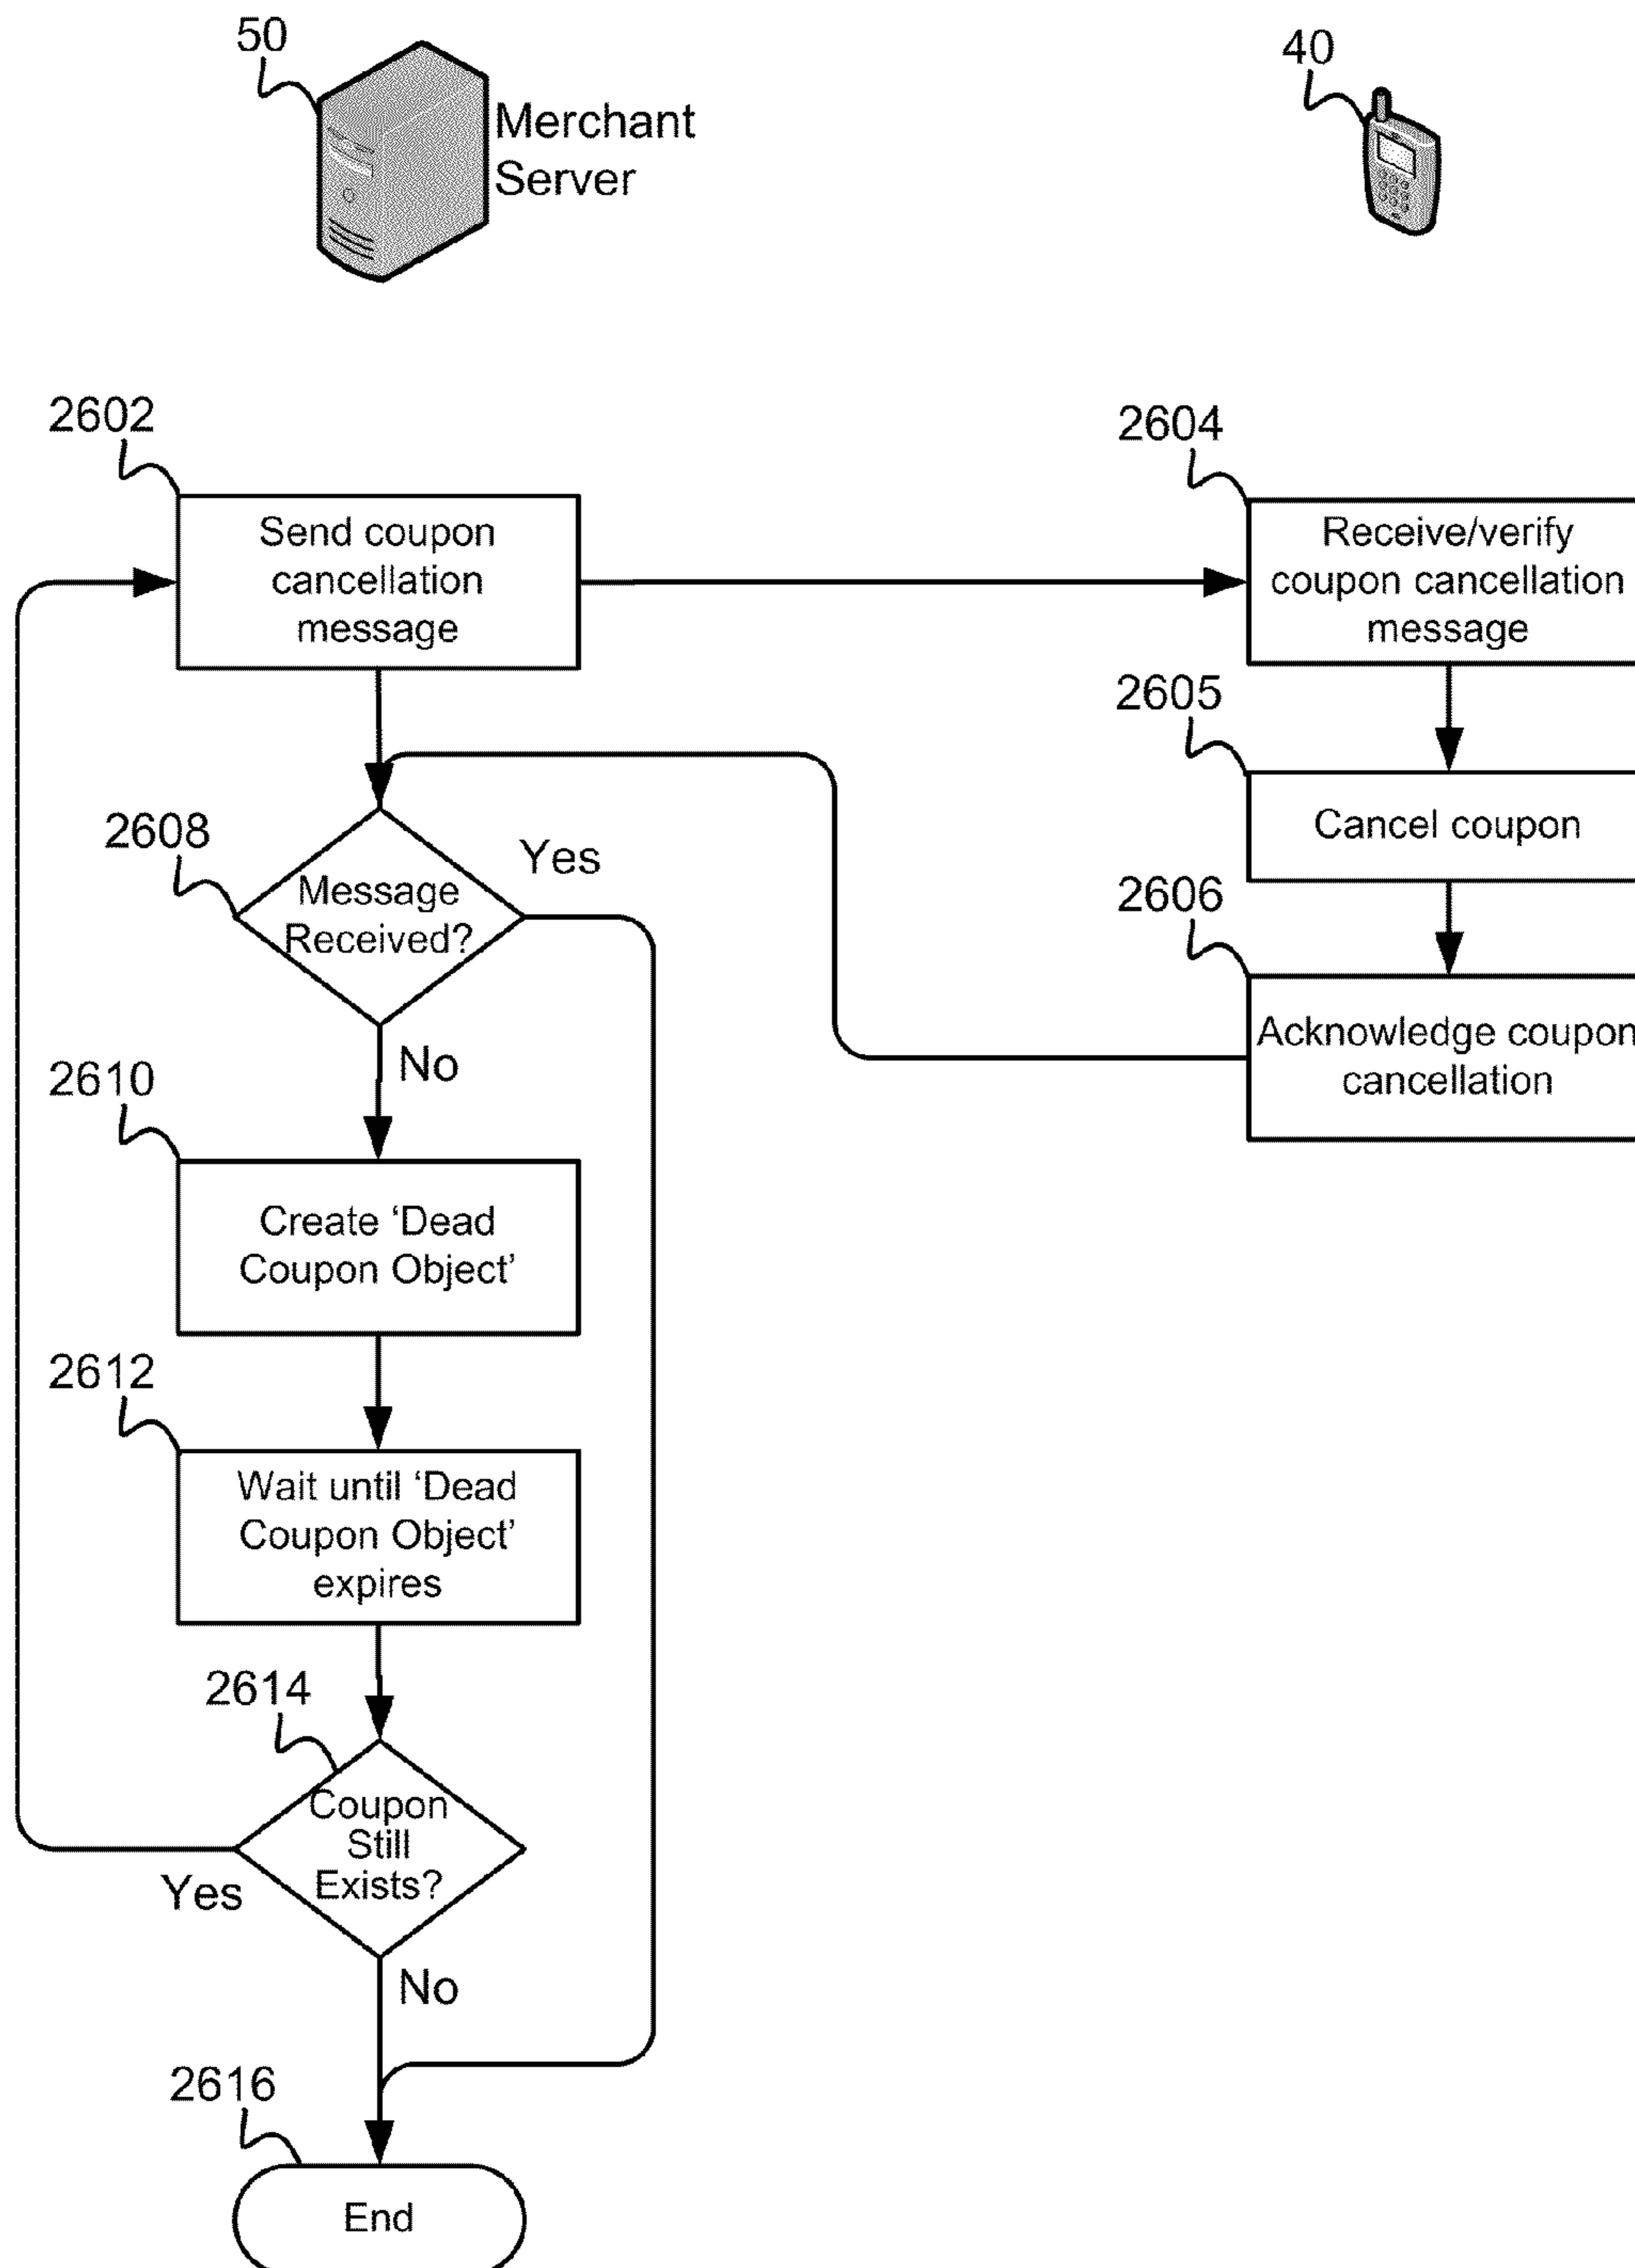 50
Merchant
Server
40
2602
Send coupon
cancellation
message
2604
Receive/verify
coupon cancellation
message
2605
Cancel coupon
2606
Acknowledge coupon
cancellation
2608
Message
Received?
Yes
No
2610
Create ‘Dead
Coupon Object’
2612
Wait until ‘Dead
Coupon Object’
expires
2614
Coupon
Still
Exists?
Yes
No
2616
End